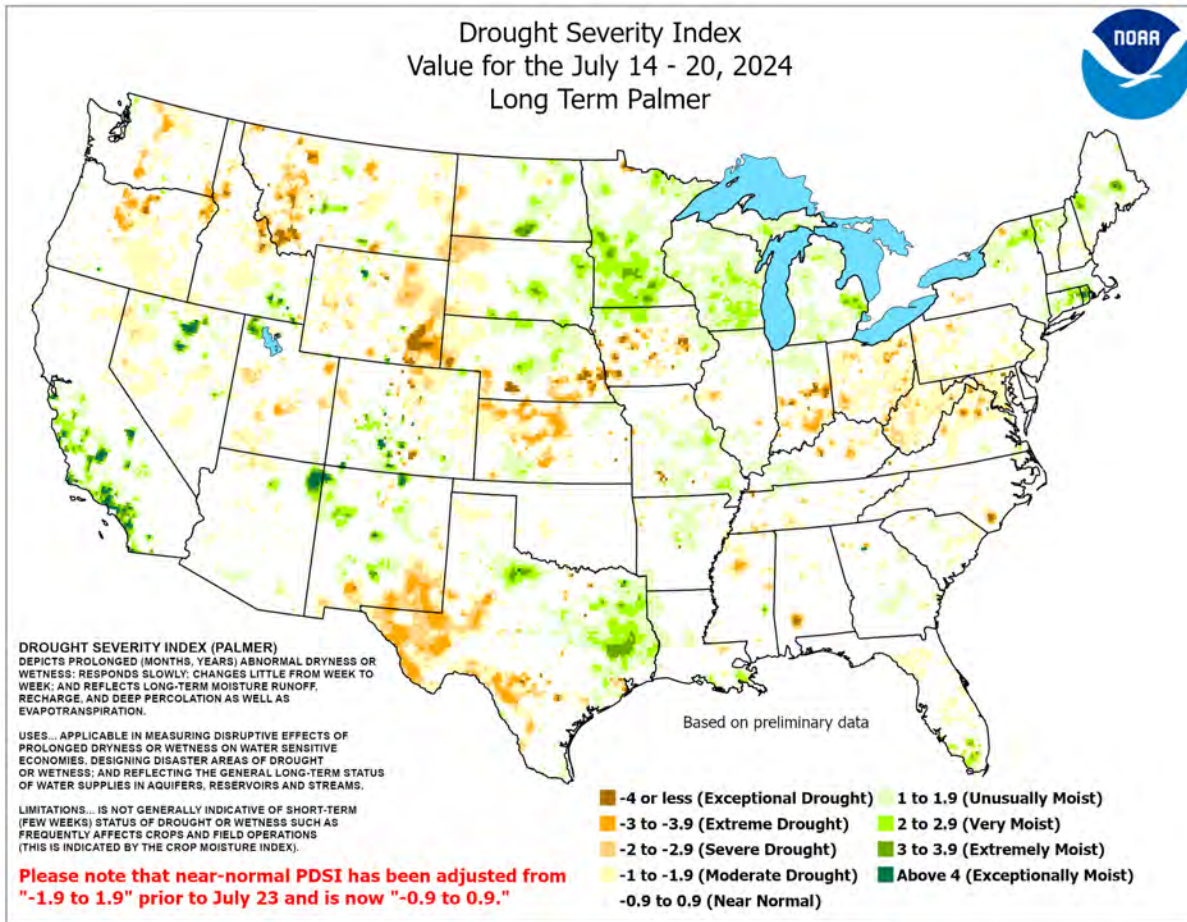 Drought Severity Index
Value for the July 14 - 20, 2024
Long Term Palmer
NOAA
DROUGHT SEVERITY INDEX (PALMER)
DEPICTS PROLONGED (MONTHS, YEARS) ABNORMAL DRYNESS OR
WETNESS; RESPONDS SLOWLY; CHANGES LITTLE FROM WEEK TO
WEEK; AND REFLECTS LONG-TERM MOISTURE RUNOFF,
RECHARGE, AND DEEP PERCOLATION AS WELL AS
EVAPOTRANSPIRATION.
USES... APPLICABLE IN MEASURING DISRUPTIVE EFFECTS OF
PROLONGED DRYNESS OR WETNESS ON WATER SENSITIVE
ECONOMIES, DESIGNING DISASTER AREAS OF DROUGHT
OR WETNESS; AND REFLECTING THE GENERAL LONG-TERM STATUS
OF WATER SUPPLIES IN AQUIFERS, RESERVOIRS AND STREAMS.
LIMITATIONS... IS NOT GENERALLY INDICATIVE OF SHORT-TERM
(FEW WEEKS) STATUS OF DROUGHT OR WETNESS SUCH AS
FREQUENTLY AFFECTS CROPS AND FIELD OPERATIONS
(THIS IS INDICATED BY THE CROP MOISTURE INDEX).
Please note that near-normal PDSI has been adjusted from
"-1.9 to 1.9" prior to July 23 and is now "-0.9 to 0.9."
Based on preliminary data
-4 or less (Exceptional Drought)
-3 to -3.9 (Extreme Drought)
-2 to -2.9 (Severe Drought)
-1 to -1.9 (Moderate Drought)
-0.9 to 0.9 (Near Normal)
1 to 1.9 (Unusually Moist)
2 to 2.9 (Very Moist)
3 to 3.9 (Extremely Moist)
Above 4 (Exceptionally Moist)